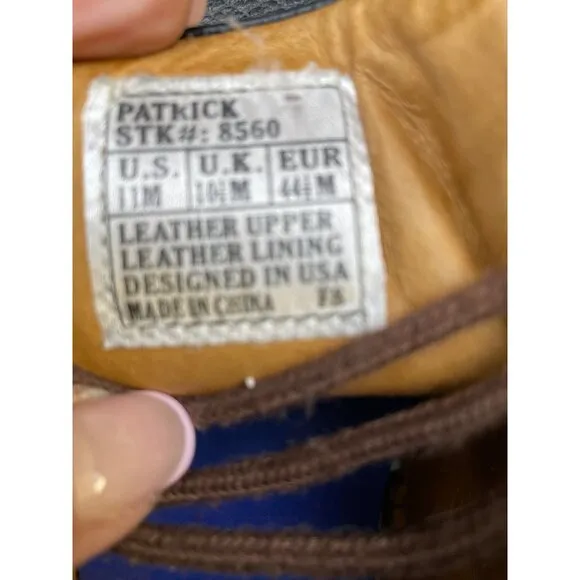 PATRICK
STK#: 8560
U.S. U.K. EUR
11M 10½M 44½M
LEATHER UPPER
LEATHER LINING
DESIGNED IN USA
MADE IN CHINA